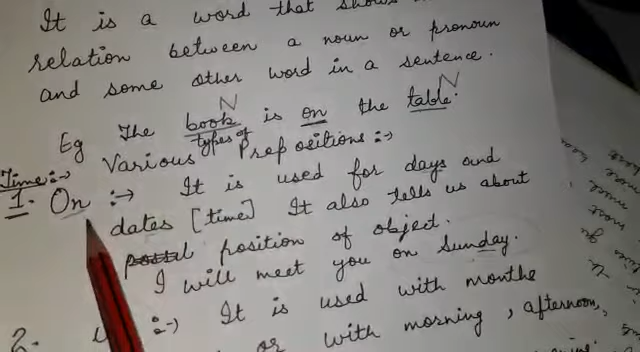 It is a word that shows
relation between a noun or pronoun
and some other word in a sentence.
N N
Eg The book is on the table.
types of
Various Prepositions :→
Time :→
1. On :→ It is used for days and
dates [time] It also tells us about
position of object.
I will meet you on Sunday.
2. :→ It is used with months
or with morning, afternoon,